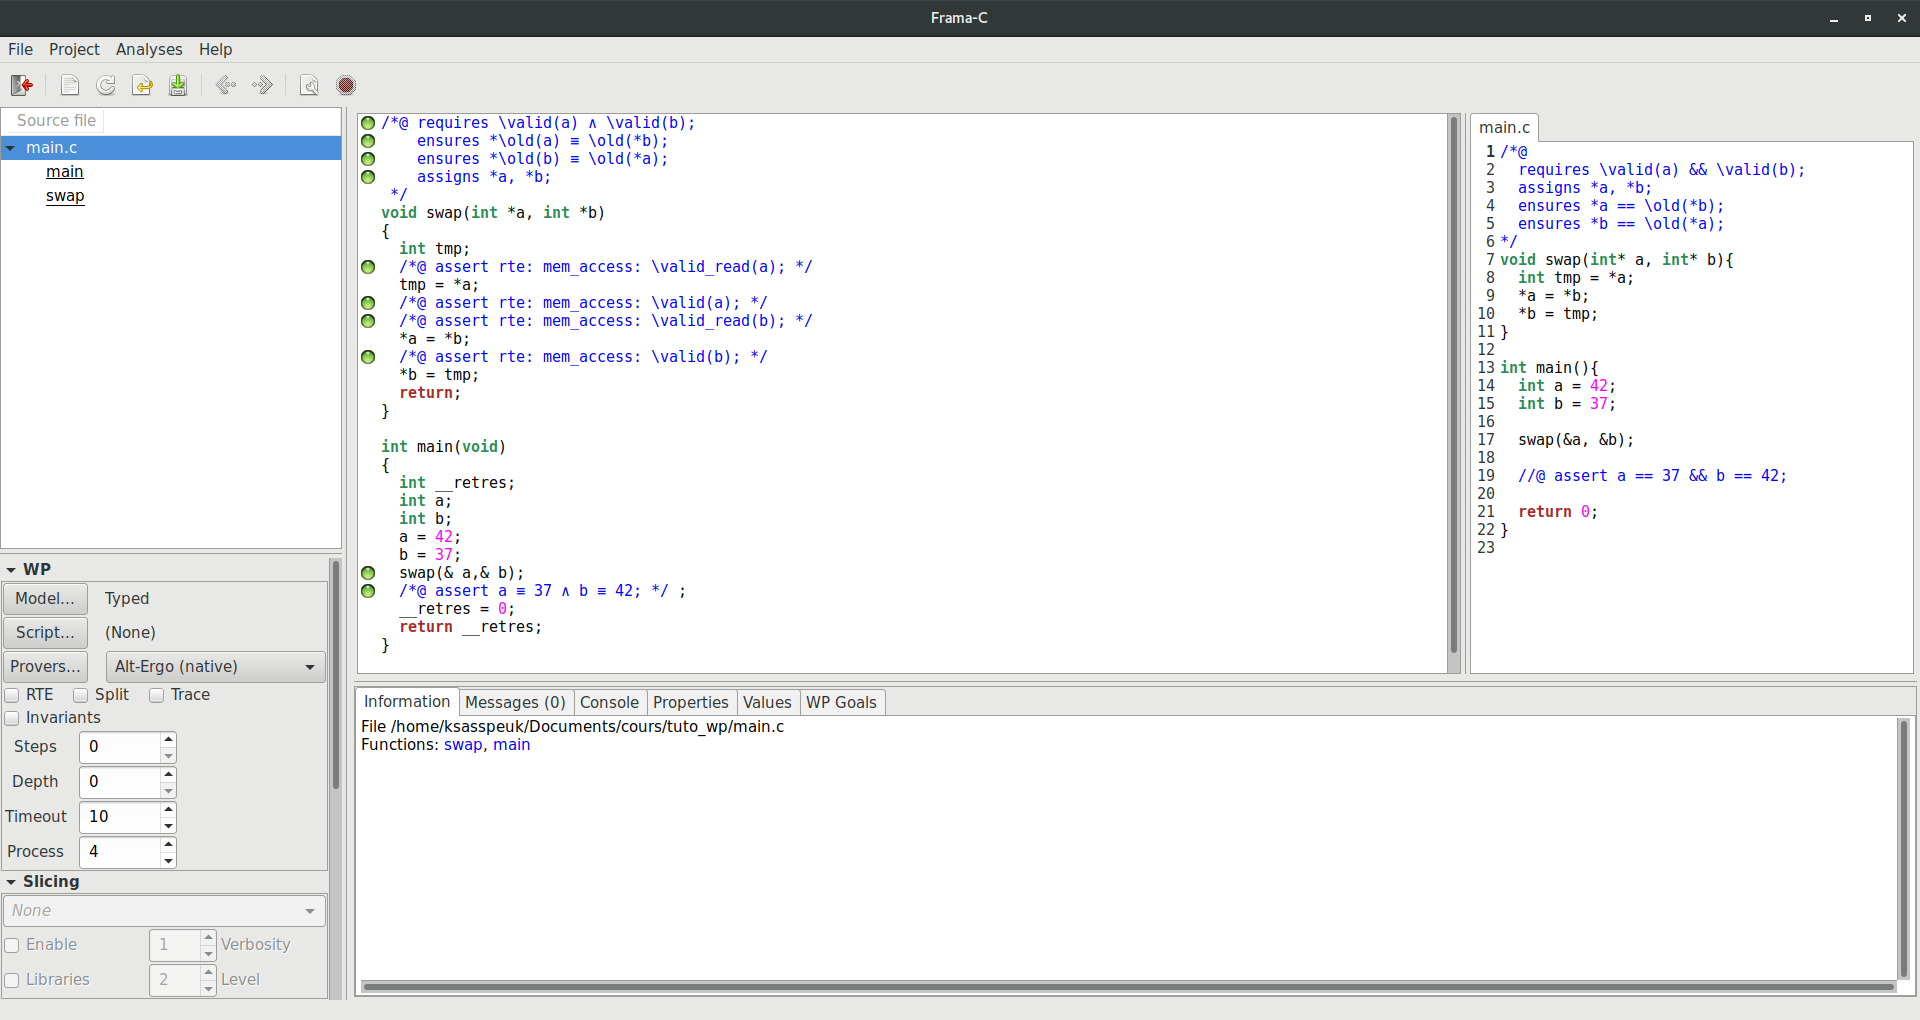 Frama-C
File Project Analyses Help
Source file
main.c
main
swap
WP
Model... Typed
Script... (None)
Provers... Alt-Ergo (native)
RTE Split Trace
Invariants
Steps 0
Depth 0
Timeout 10
Process 4
Slicing
None
Enable 1 Verbosity
Libraries 2 Level
/*@ requires \valid(a) ∧ \valid(b);
    ensures *\old(a) ≡ \old(*b);
    ensures *\old(b) ≡ \old(*a);
    assigns *a, *b;
 */
void swap(int *a, int *b)
{
  int tmp;
  /*@ assert rte: mem_access: \valid_read(a); */
  tmp = *a;
  /*@ assert rte: mem_access: \valid(a); */
  /*@ assert rte: mem_access: \valid_read(b); */
  *a = *b;
  /*@ assert rte: mem_access: \valid(b); */
  *b = tmp;
  return;
}
int main(void)
{
  int __retres;
  int a;
  int b;
  a = 42;
  b = 37;
  swap(& a,& b);
  /*@ assert a ≡ 37 ∧ b ≡ 42; */ ;
  __retres = 0;
  return __retres;
}
main.c
1 /*@
2   requires \valid(a) && \valid(b);
3   assigns *a, *b;
4   ensures *a == \old(*b);
5   ensures *b == \old(*a);
6 */
7 void swap(int* a, int* b){
8   int tmp = *a;
9   *a = *b;
10   *b = tmp;
11 }
12
13 int main(){
14   int a = 42;
15   int b = 37;
16
17   swap(&a, &b);
18
19   //@ assert a == 37 && b == 42;
20
21   return 0;
22 }
23
Information Messages (0) Console Properties Values WP Goals
File /home/ksasspeuk/Documents/cours/tuto_wp/main.c
Functions: swap, main